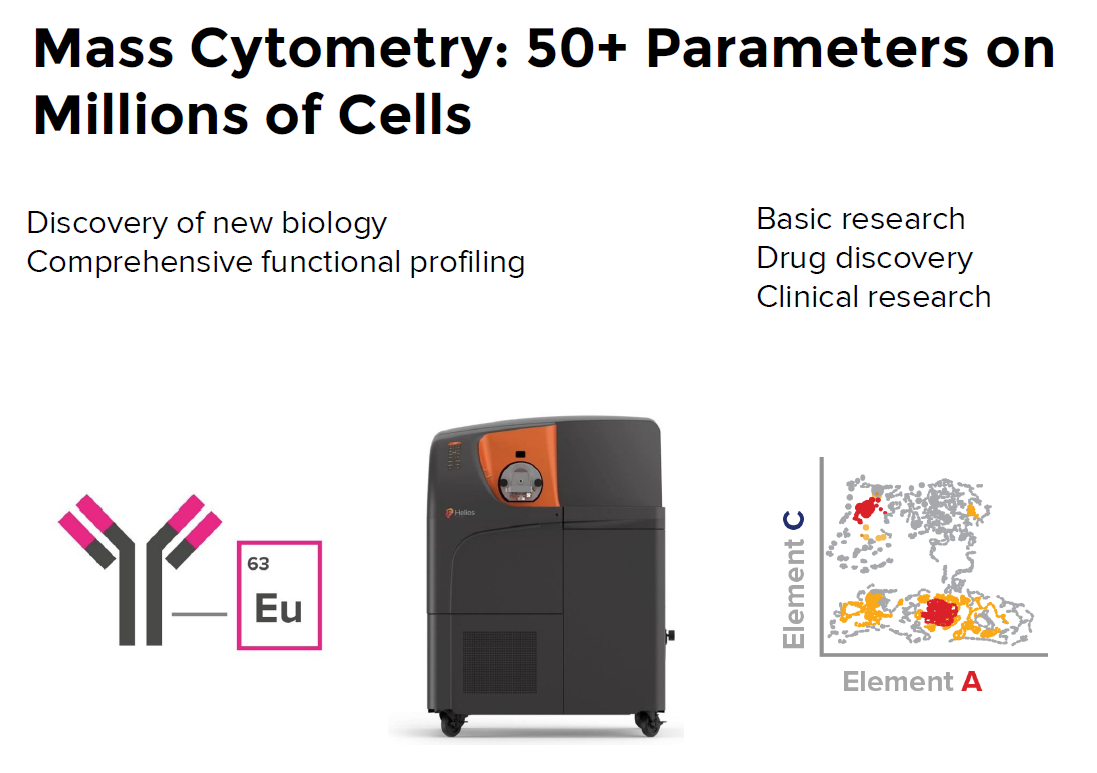 Mass Cytometry: 50+ Parameters on
Millions of Cells
Discovery of new biology
Comprehensive functional profiling
Basic research
Drug discovery
Clinical research
63
Eu
Helios
Element C
Element A